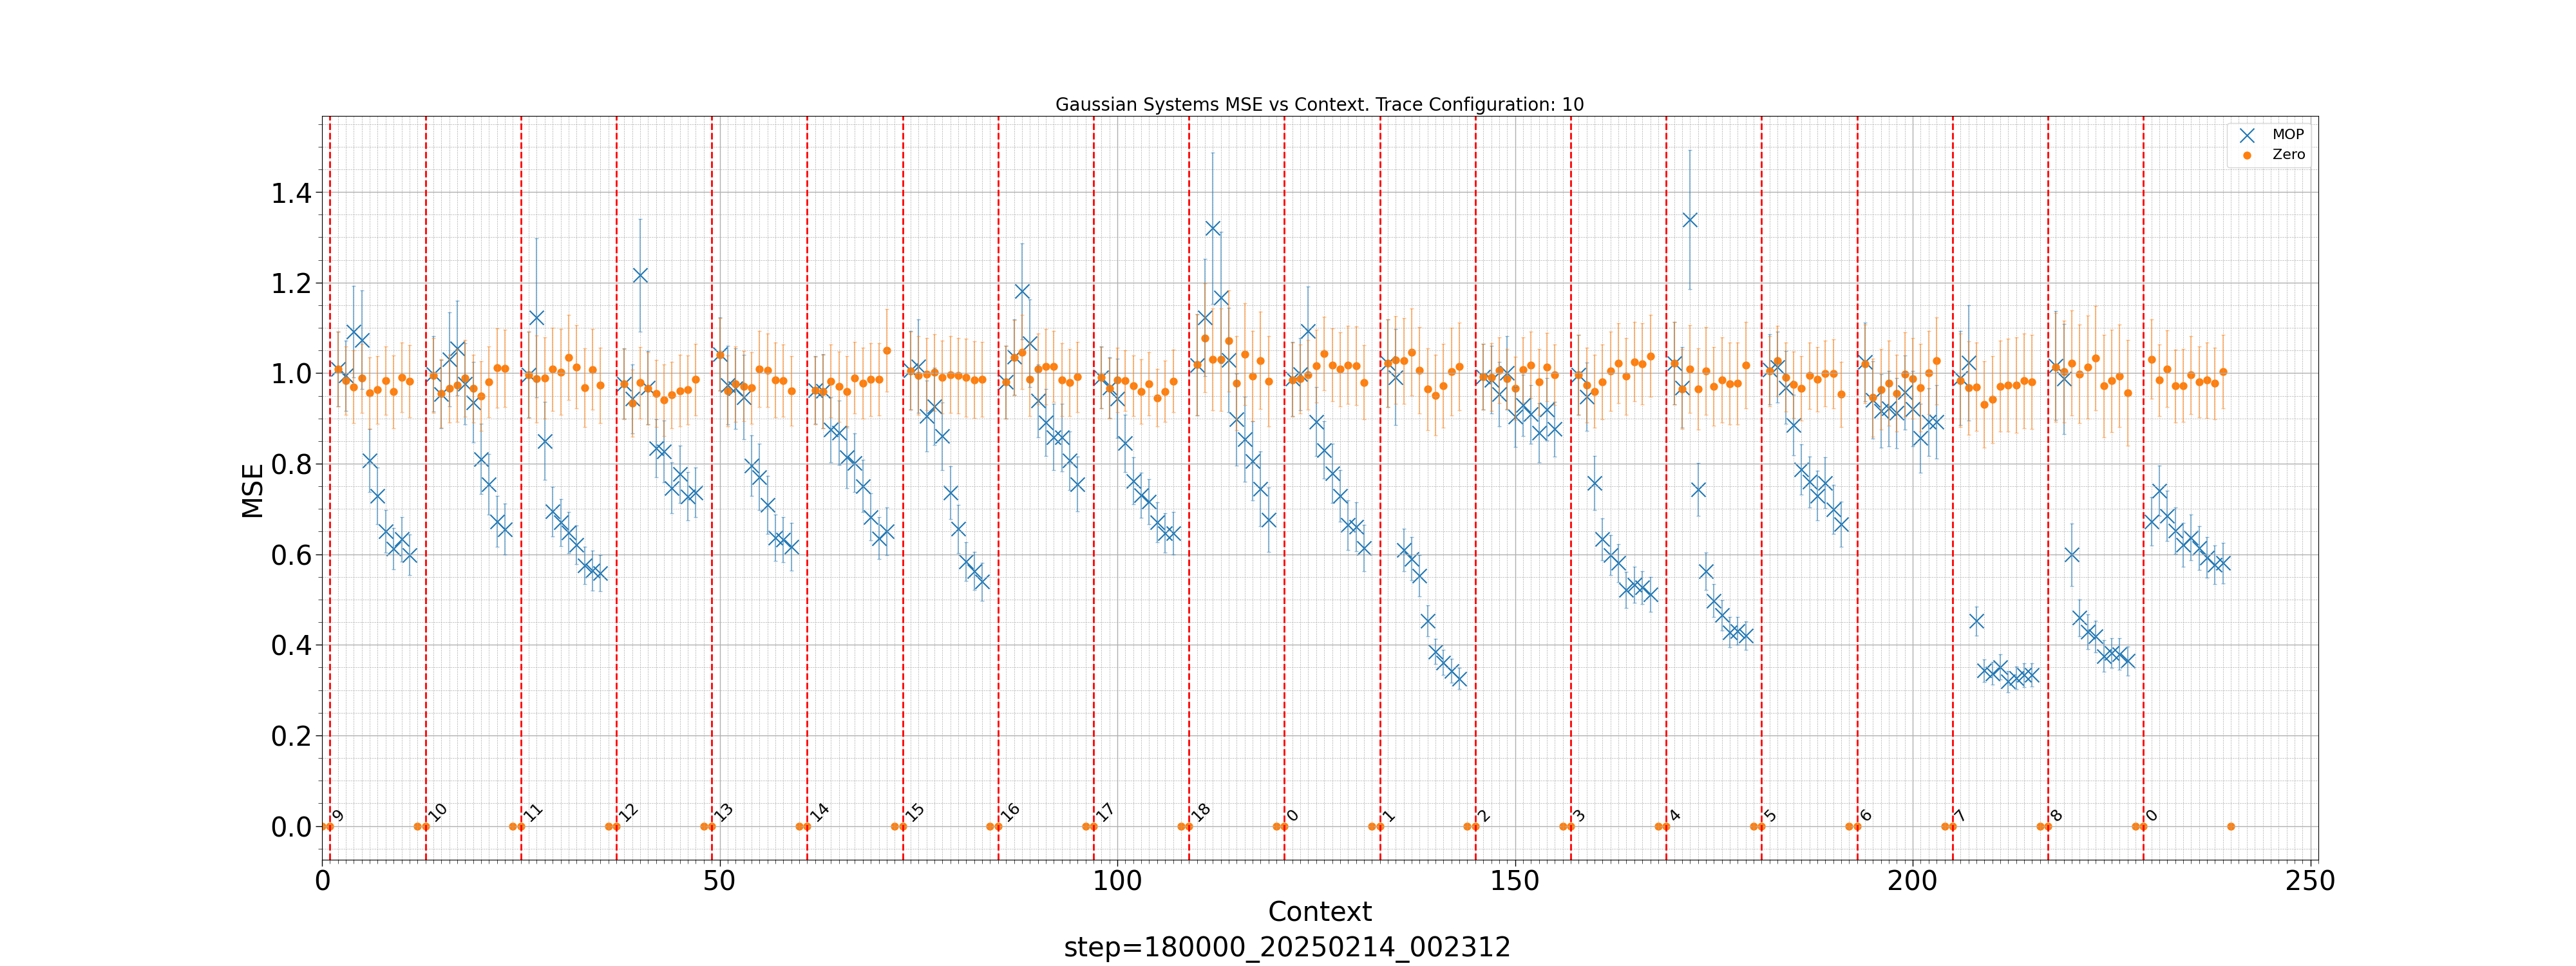 Gaussian Systems MSE vs Context. Trace Configuration: 10
MOP
Zero
MSE
1.4
1.2
1.0
0.8
0.6
0.4
0.2
0.0
9 10 11 12 13 14 15 16 17 18 0 1 2 3 4 5 6 7 8 0
0 50 100 150 200 250
Context
step=180000_20250214_002312